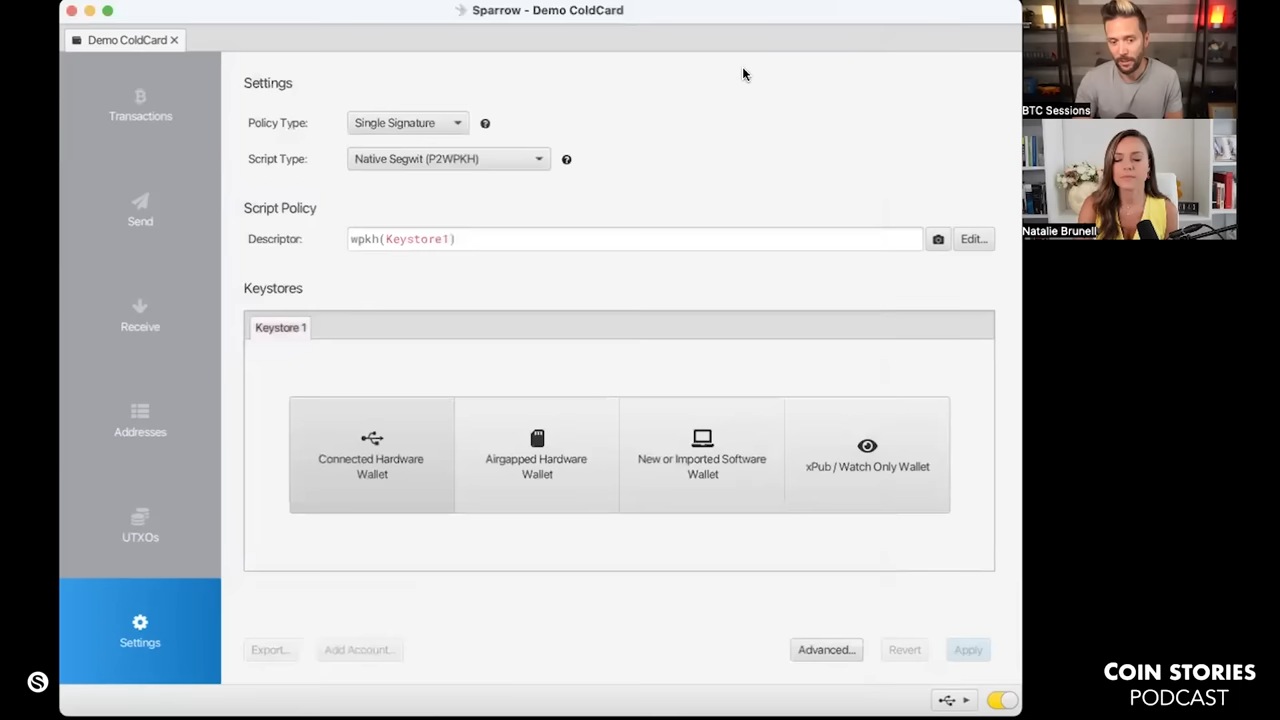 Sparrow - Demo ColdCard
Demo ColdCard
Transactions
Send
Receive
Addresses
UTXOs
Settings
Settings
Policy Type:
Single Signature
Script Type:
Native Segwit (P2WPKH)
Script Policy
Descriptor:
wpkh(Keystore1)
Edit...
Keystores
Keystore 1
Connected Hardware
Wallet
Airgapped Hardware
Wallet
New or Imported Software
Wallet
xPub / Watch Only Wallet
Export...
Add Account...
Advanced...
Revert
Apply
BTC Sessions
Natalie Brunell
COIN STORIES
PODCAST